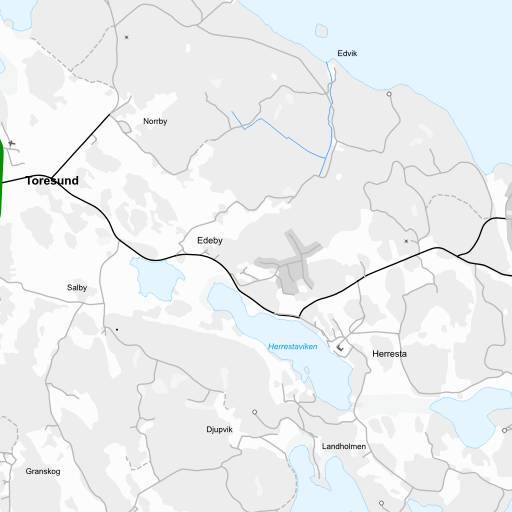 Edvik
Norrby
Toresund
Edeby
Salby
Herrestaviken
Herresta
Djupvik
Landholmen
Granskog